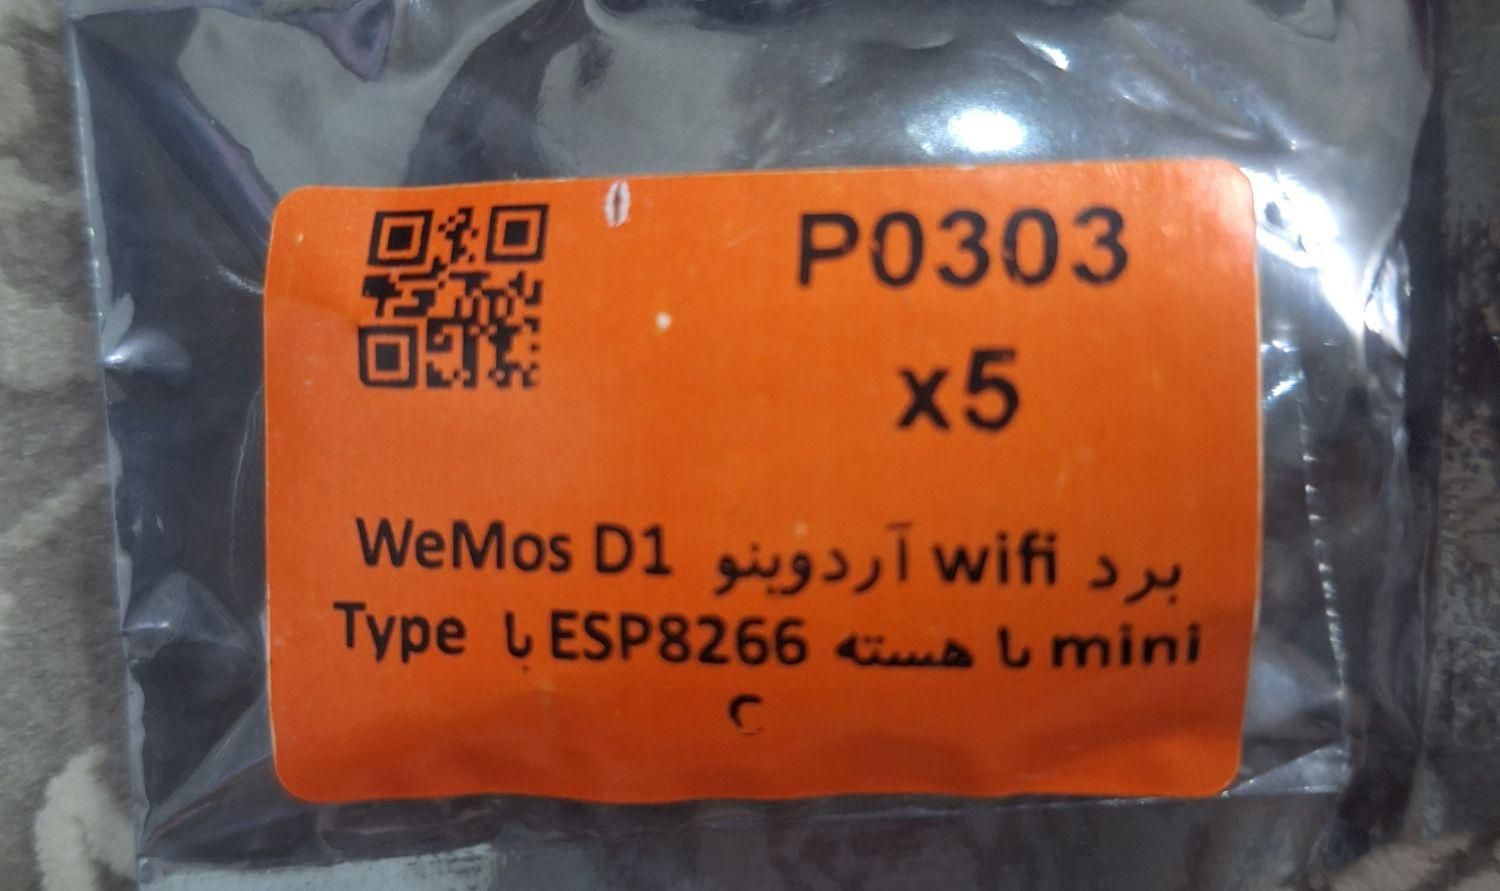 P0303
x5
برد wifi آردوینو WeMos D1
mini با هسته ESP8266 با Type
C